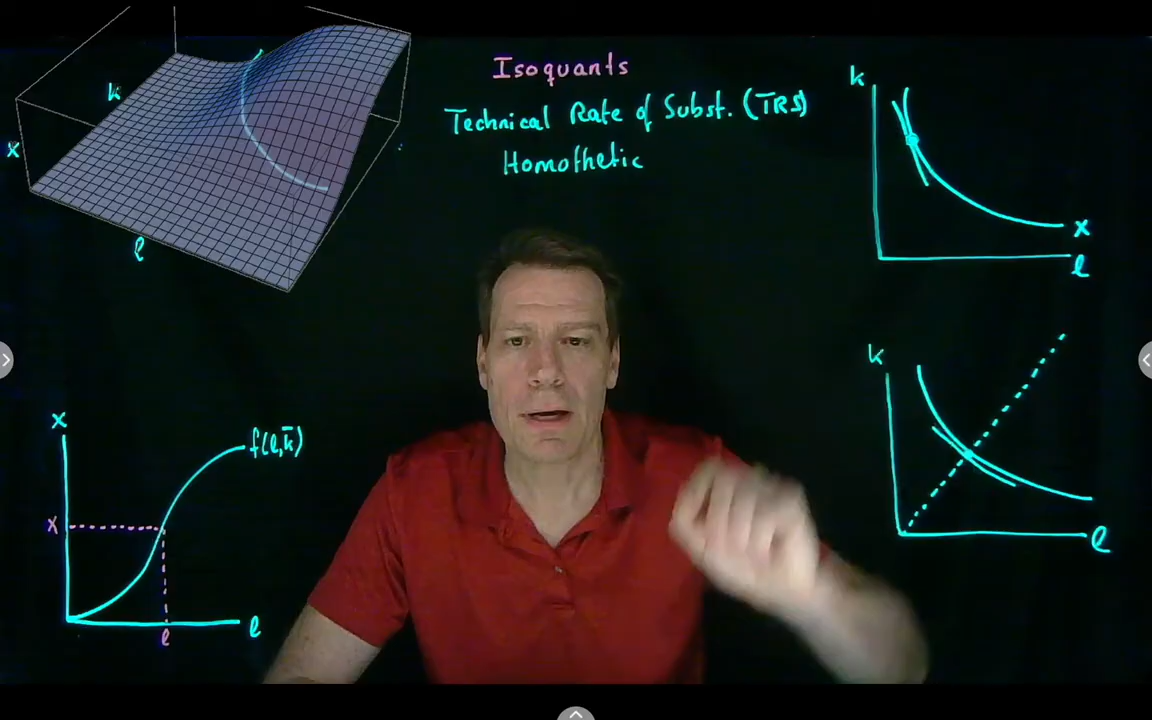 Isoquants
Technical Rate of Subst. (TRS)
Homothetic
k
x
l
k
x
l
x
f(l,k̄)
x
l
l
k
l